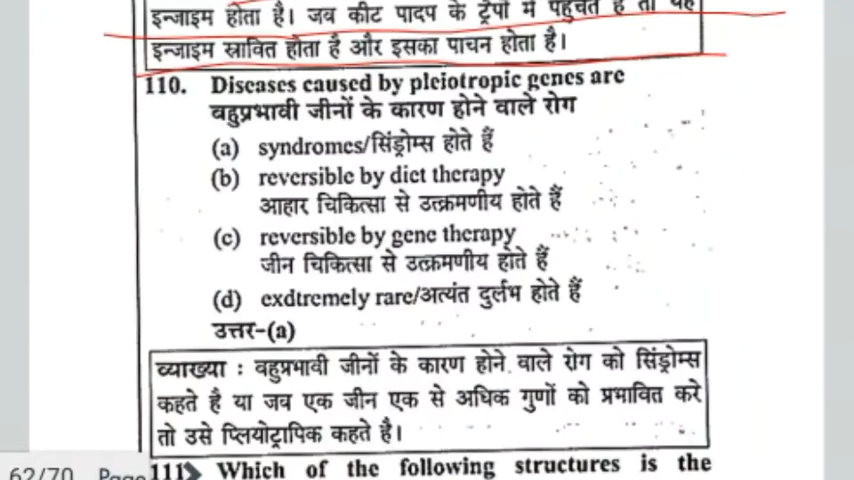 इन्जाइम होता है। जब कीट पादप के ट्रैपों में पहुंचते हैं तो यह
इन्जाइम स्रावित होता है और इसका पाचन होता है।
110. Diseases caused by pleiotropic genes are
बहुप्रभावी जीनों के कारण होने वाले रोग
(a) syndromes/सिंड्रोम्स होते हैं
(b) reversible by diet therapy
आहार चिकित्सा से उत्क्रमणीय होते हैं
(c) reversible by gene therapy
जीन चिकित्सा से उत्क्रमणीय होते हैं
(d) exdtremely rare/अत्यंत दुर्लभ होते हैं
उत्तर-(a)
व्याख्या : बहुप्रभावी जीनों के कारण होने वाले रोग को सिंड्रोम्स
कहते है या जब एक जीन एक से अधिक गुणों को प्रभावित करे
तो उसे प्लियोट्रापिक कहते है।
62/70 Page
111 Which of the following structures is the